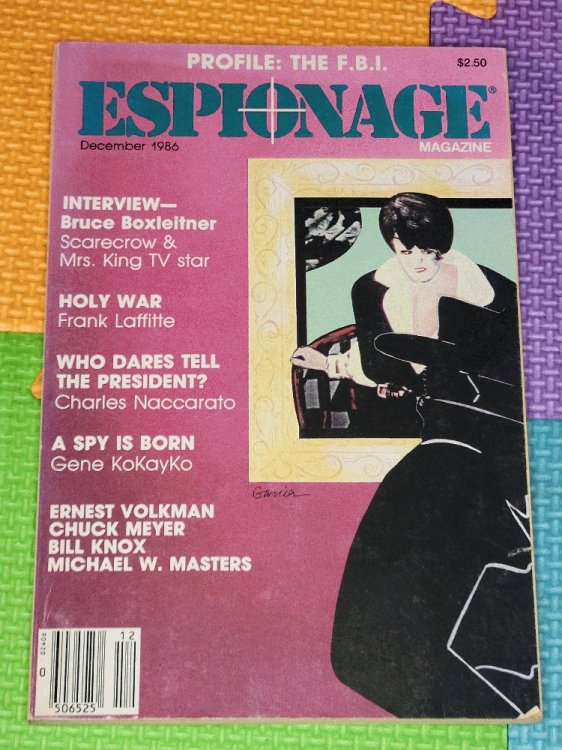 PROFILE: THE F.B.I.
$2.50
ESPIONAGE®
December 1986
MAGAZINE
INTERVIEW—
Bruce Boxleitner
Scarecrow &
Mrs. King TV star
HOLY WAR
Frank Laffitte
WHO DARES TELL
THE PRESIDENT?
Charles Naccarato
A SPY IS BORN
Gene KoKayKo
Garcia
ERNEST VOLKMAN
CHUCK MEYER
BILL KNOX
MICHAEL W. MASTERS
12
0
02406
506525